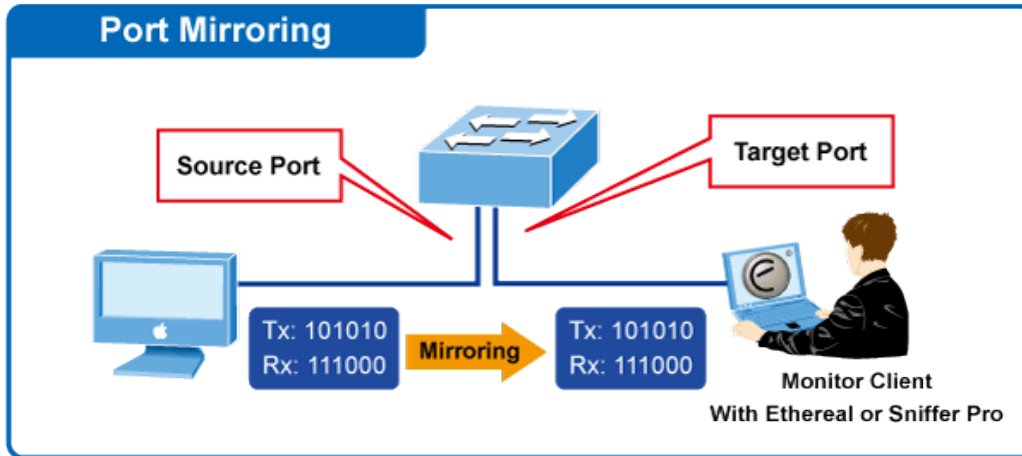 Port Mirroring
Source Port
Target Port
Tx: 101010
Rx: 111000
Mirroring
Tx: 101010
Rx: 111000
Monitor Client
With Ethereal or Sniffer Pro